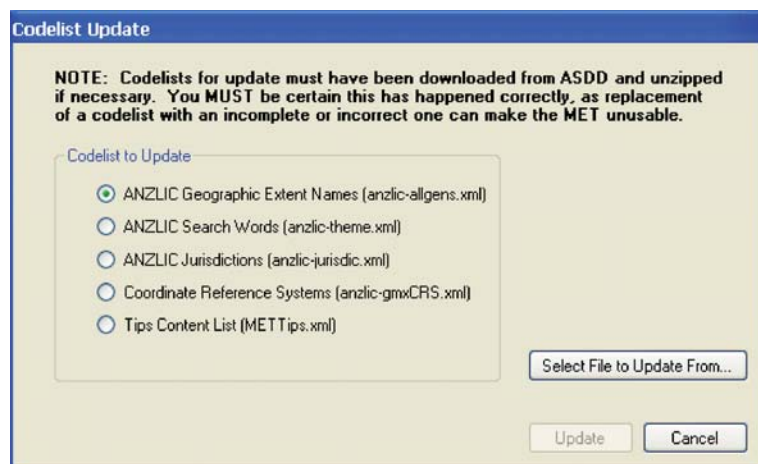 Codelist Update
NOTE: Codelists for update must have been downloaded from ASDD and unzipped
if necessary. You MUST be certain this has happened correctly, as replacement
of a codelist with an incomplete or incorrect one can make the MET unusable.
Codelist to Update
ANZLIC Geographic Extent Names (anzlic-allgens.xml)
ANZLIC Search Words (anzlic-theme.xml)
ANZLIC Jurisdictions (anzlic-jurisdic.xml)
Coordinate Reference Systems (anzlic-gmxCRS.xml)
Tips Content List (METTips.xml)
Select File to Update From...
Update
Cancel